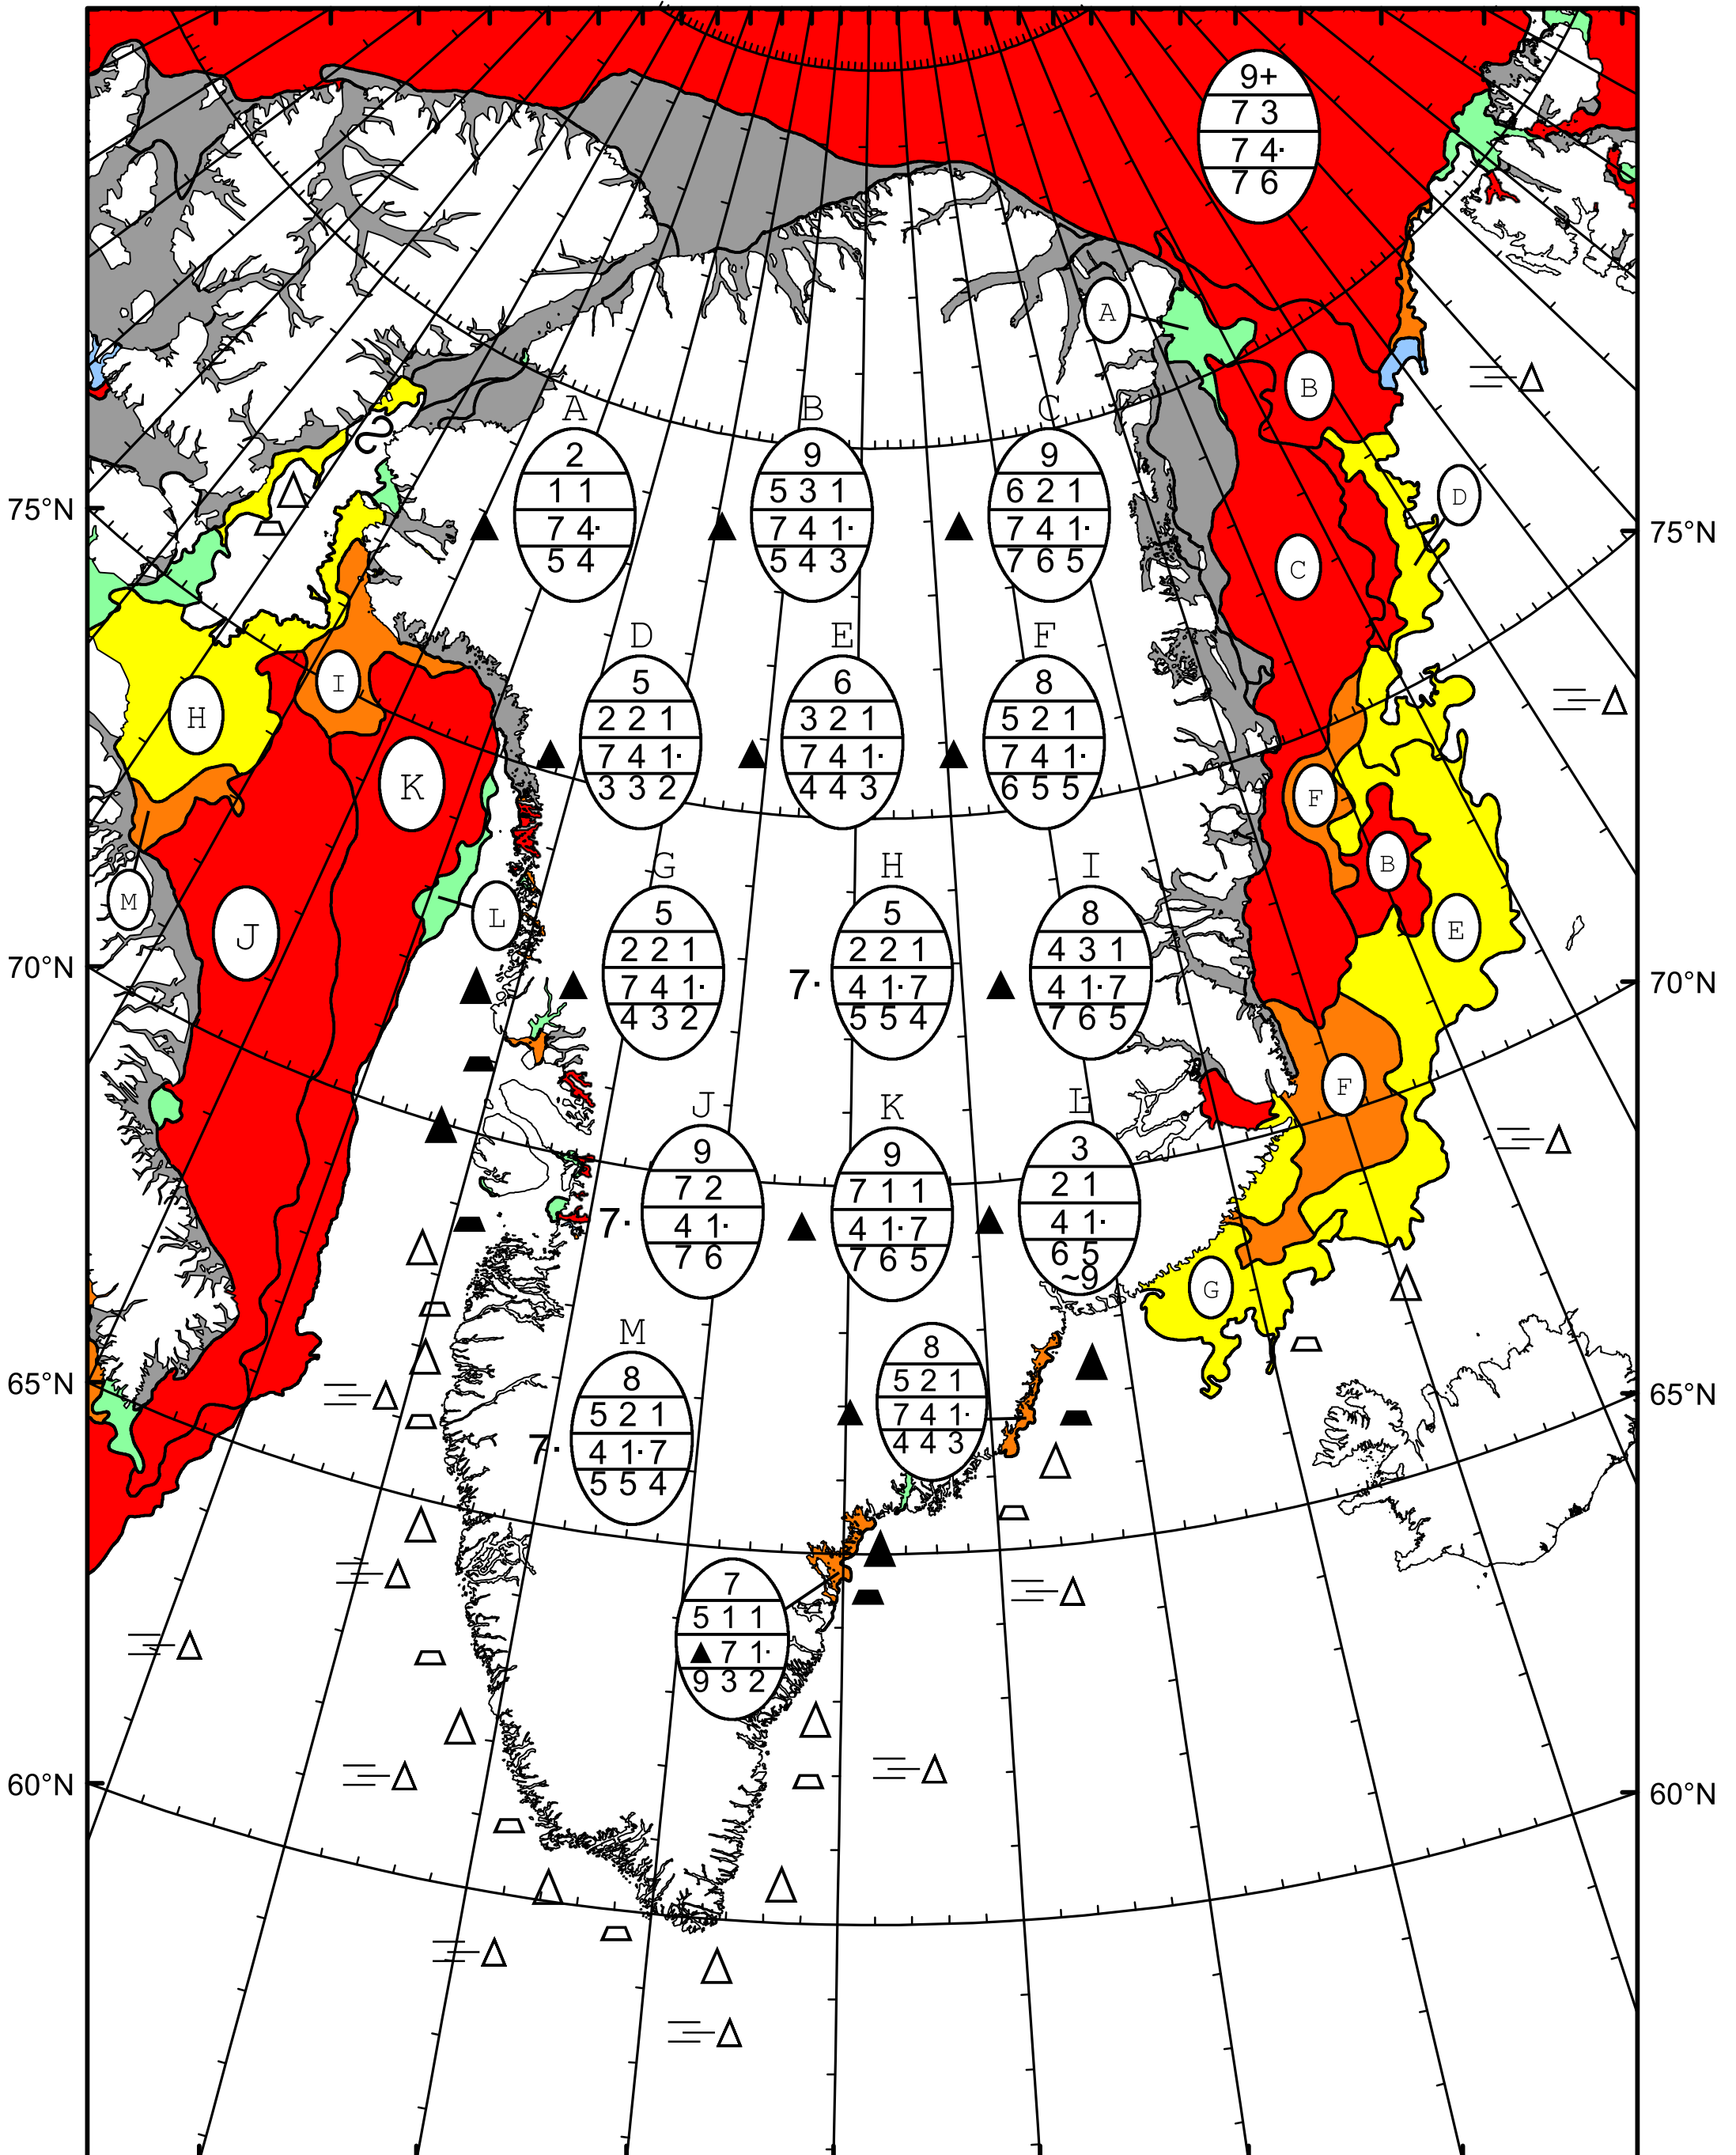 9+
7 3
7 4·
7 6
A
B
A B C
2
1 1
7 4·
5 4
9
5 3 1
7 4 1·
5 4 3
9
6 2 1
7 4 1·
7 6 5
D
75°N
75°N
C
D E F
5
2 2 1
7 4 1·
3 3 2
6
3 2 1
7 4 1·
4 4 3
8
5 2 1
7 4 1·
6 5 5
I
H
K
F
B
M
L
J
E
G H I
5
2 2 1
7 4 1·
4 3 2
5
2 2 1
7· 4 1·7
5 5 4
8
4 3 1
4 1·7
7 6 5
70°N
70°N
F
J K L
9
7 2
7· 4 1·
7 6
9
7 1 1
4 1·7
7 6 5
3
2 1
4 1·
6 5
~9
G
M
8
5 2 1
7· 4 1·7
5 5 4
8
5 2 1
7 4 1·
4 4 3
65°N
65°N
7
5 1 1
▲ 7 1·
9 3 2
60°N
60°N